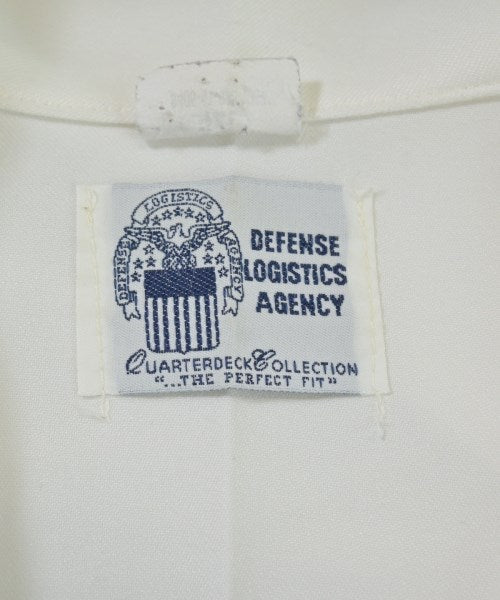 DEFENSE LOGISTICS AGENCY
DEFENSE
LOGISTICS
AGENCY
QUARTERDECK COLLECTION
"...THE PERFECT FIT"